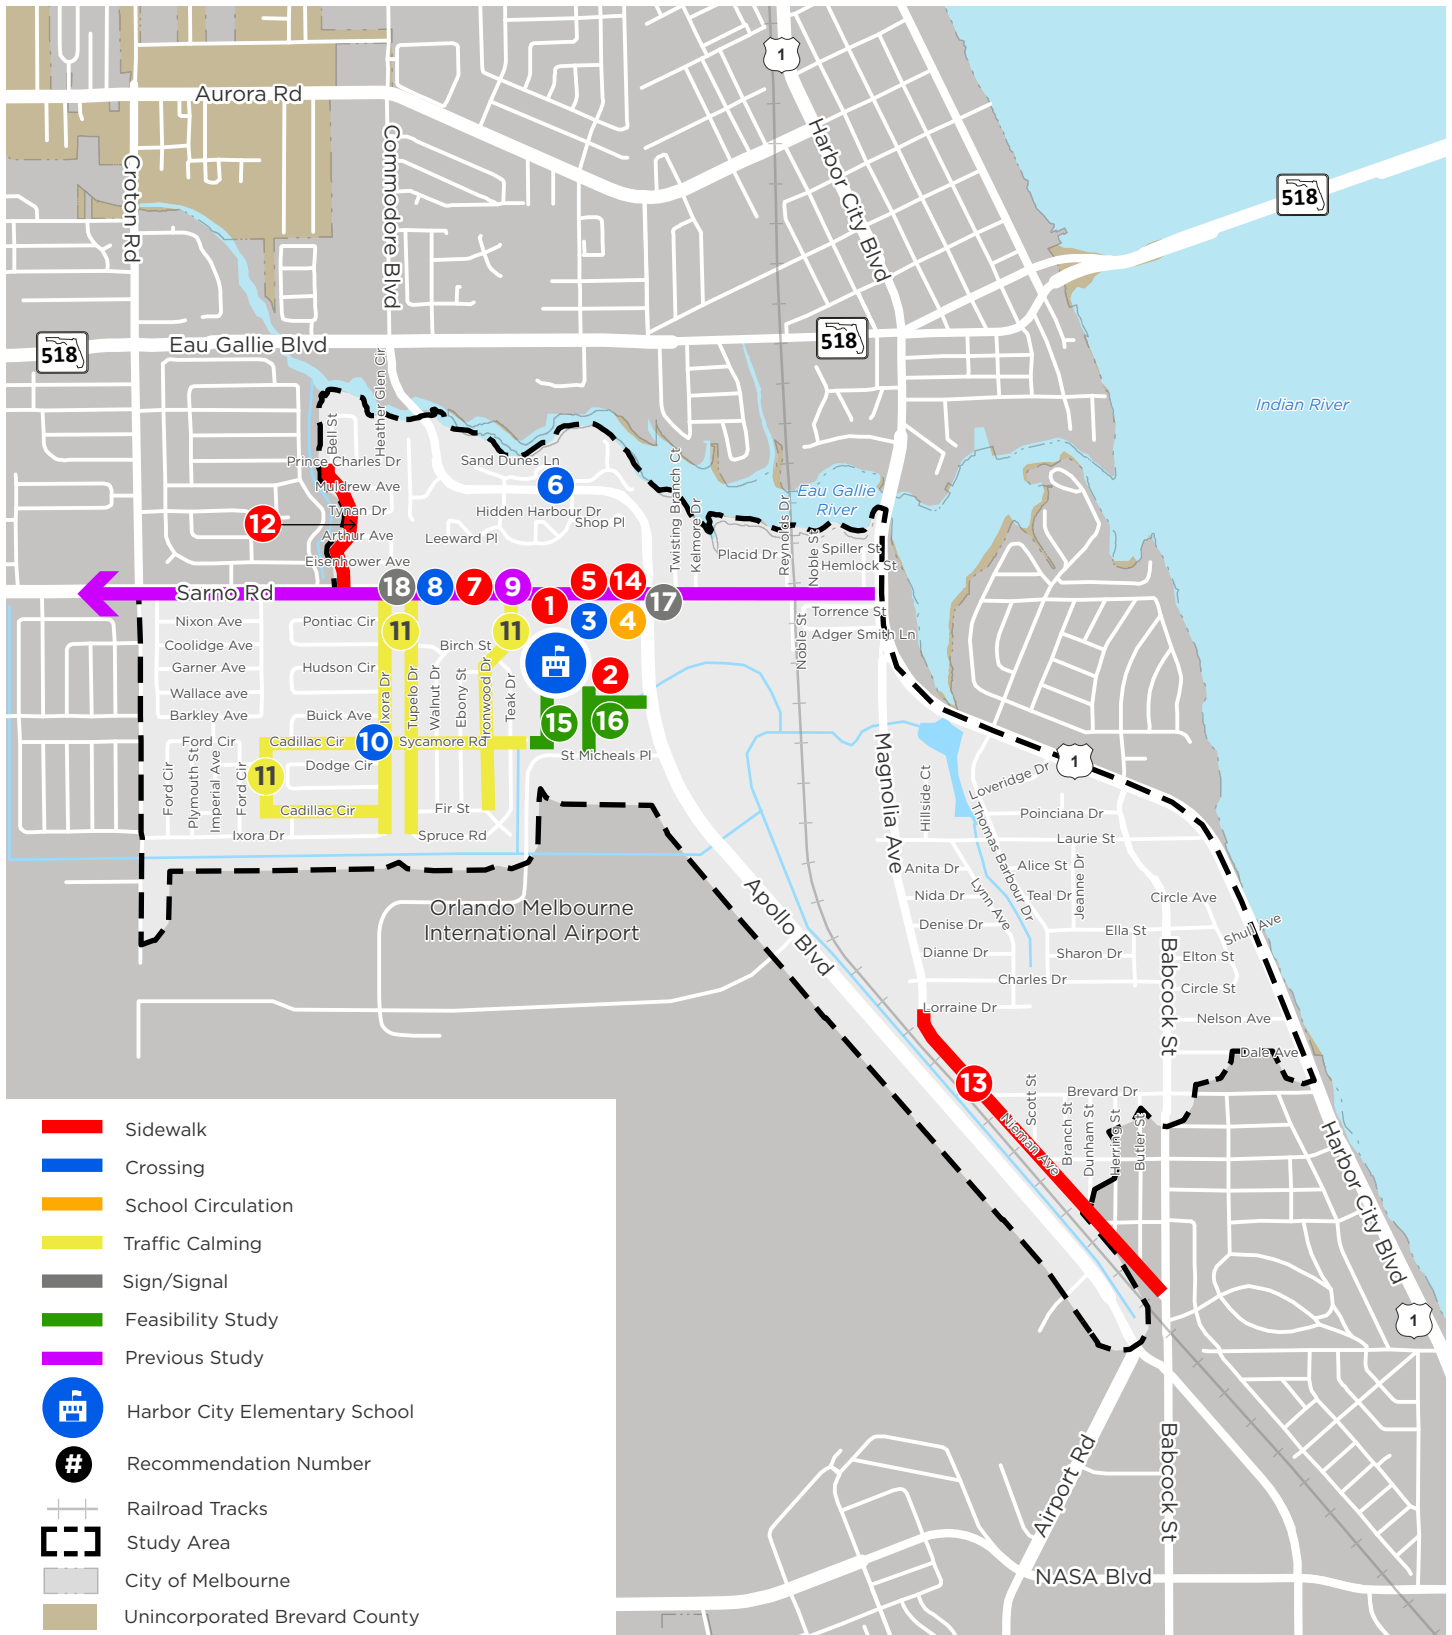 1
Aurora Rd
Croton Rd
Commodore Blvd
Harbor City Blvd
518
518
518
Eau Gallie Blvd
Indian River
Heather Glen Cir
Bell St
Prince Charles Dr
Muldrew Ave
Tynan Dr
Arthur Ave
Eisenhower Ave
12
Sand Dunes Ln
6
Hidden Harbour Dr
Shop Pl
Leeward Pl
Twisting Branch Ct
Kelmore Dr
Eau Gallie
River
Reynolds Dr
Placid Dr
Noble St
Spiller St
Hemlock St
Sarno Rd
18
8
7
9
5
14
1
3
4
17
Torrence St
Adger Smith Ln
Noble St
Nixon Ave
Coolidge Ave
Garner Ave
Wallace ave
Barkley Ave
Pontiac Cir
Hudson Cir
Buick Ave
11
11
Birch St
Ixora Dr
Tupelo Dr
Walnut Dr
Ebony St
Ironwood Dr
Teak Dr
2
15
16
Ford Cir
Cadillac Cir
10
Sycamore Rd
St Micheals Pl
Ford Cir
Plymouth St
Imperial Ave
Ford Cir
11
Dodge Cir
Cadillac Cir
Fir St
Ixora Dr
Spruce Rd
Magnolia Ave
Hillside Ct
Loveridge Dr
1
Thomas Barbour Dr
Poinciana Dr
Laurie St
Anita Dr
Alice St
Jeanne Dr
Nida Dr
Lynn Ave
Teal Dr
Circle Ave
Denise Dr
Ella St
Shull Ave
Dianne Dr
Sharon Dr
Elton St
Charles Dr
Circle St
Lorraine Dr
Babcock St
Nelson Ave
Dale Ave
Orlando Melbourne
International Airport
Apollo Blvd
13
Scott St
Brevard Dr
Nieman Ave
Branch St
Dunham St
Herring St
Butler St
Harbor City Blvd
1
Airport Rd
Babcock St
NASA Blvd
Sidewalk
Crossing
School Circulation
Traffic Calming
Sign/Signal
Feasibility Study
Previous Study
Harbor City Elementary School
#
Recommendation Number
Railroad Tracks
Study Area
City of Melbourne
Unincorporated Brevard County